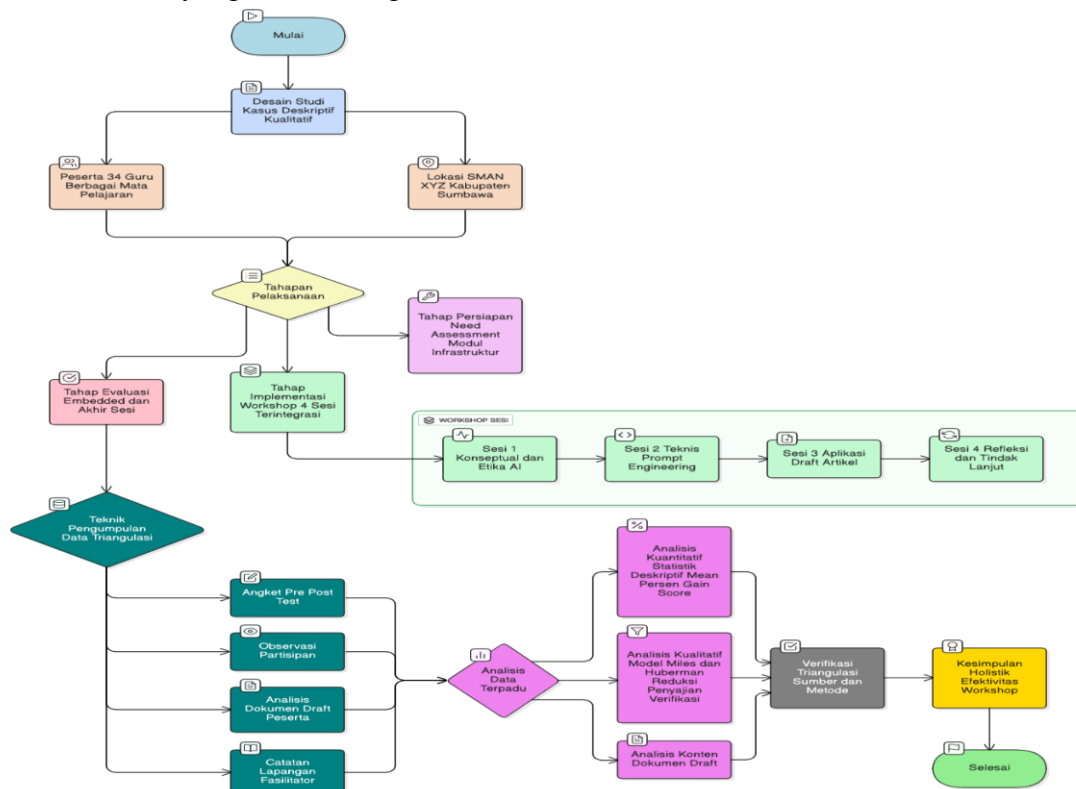 Mulai
Desain Studi
Kasus Deskriptif
Kualitatif
Peserta 34 Guru
Berbagai Mata
Pelajaran
Lokasi SMAN
XYZ Kabupaten
Sumbawa
Tahapan
Pelaksanaan
Tahap Persiapan
Need
Assessment
Modul
Infrastruktur
Tahap Evaluasi
Embedded dan
Akhir Sesi
Tahap
Implementasi
Workshop 4 Sesi
Terintegrasi
WORKSHOP SESI
Sesi 1
Konseptual dan
Etika AI
Sesi 2 Teknis
Prompt
Engineering
Sesi 3 Aplikasi
Draft Artikel
Sesi 4 Refleksi
dan Tindak
Lanjut
Teknik
Pengumpulan
Data Triangulasi
Angket Pre Post
Test
Observasi
Partisipan
Analisis
Dokumen Draft
Peserta
Catatan
Lapangan
Fasilitator
Analisis
Data
Terpadu
Analisis
Kuantitatif
Statistik
Deskriptif Mean
Persen Gain
Score
Analisis Kualitatif
Model Miles dan
Huberman
Reduksi
Penyajian
Verifikasi
Analisis Konten
Dokumen Draft
Verifikasi
Triangulasi
Sumber dan
Metode
Kesimpulan
Holistik
Efektivitas
Workshop
Selesai